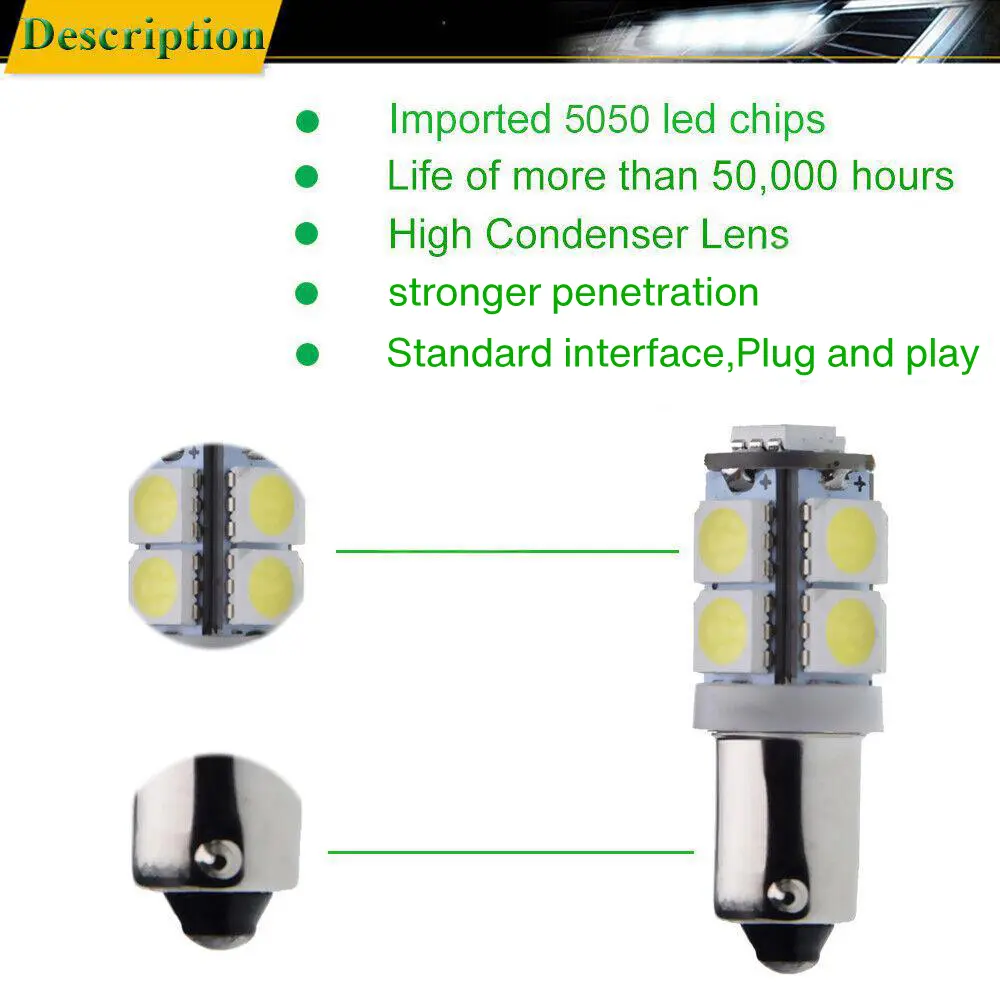 Description
Imported 5050 led chips
Life of more than 50,000 hours
High Condenser Lens
stronger penetration
Standard interface,Plug and play